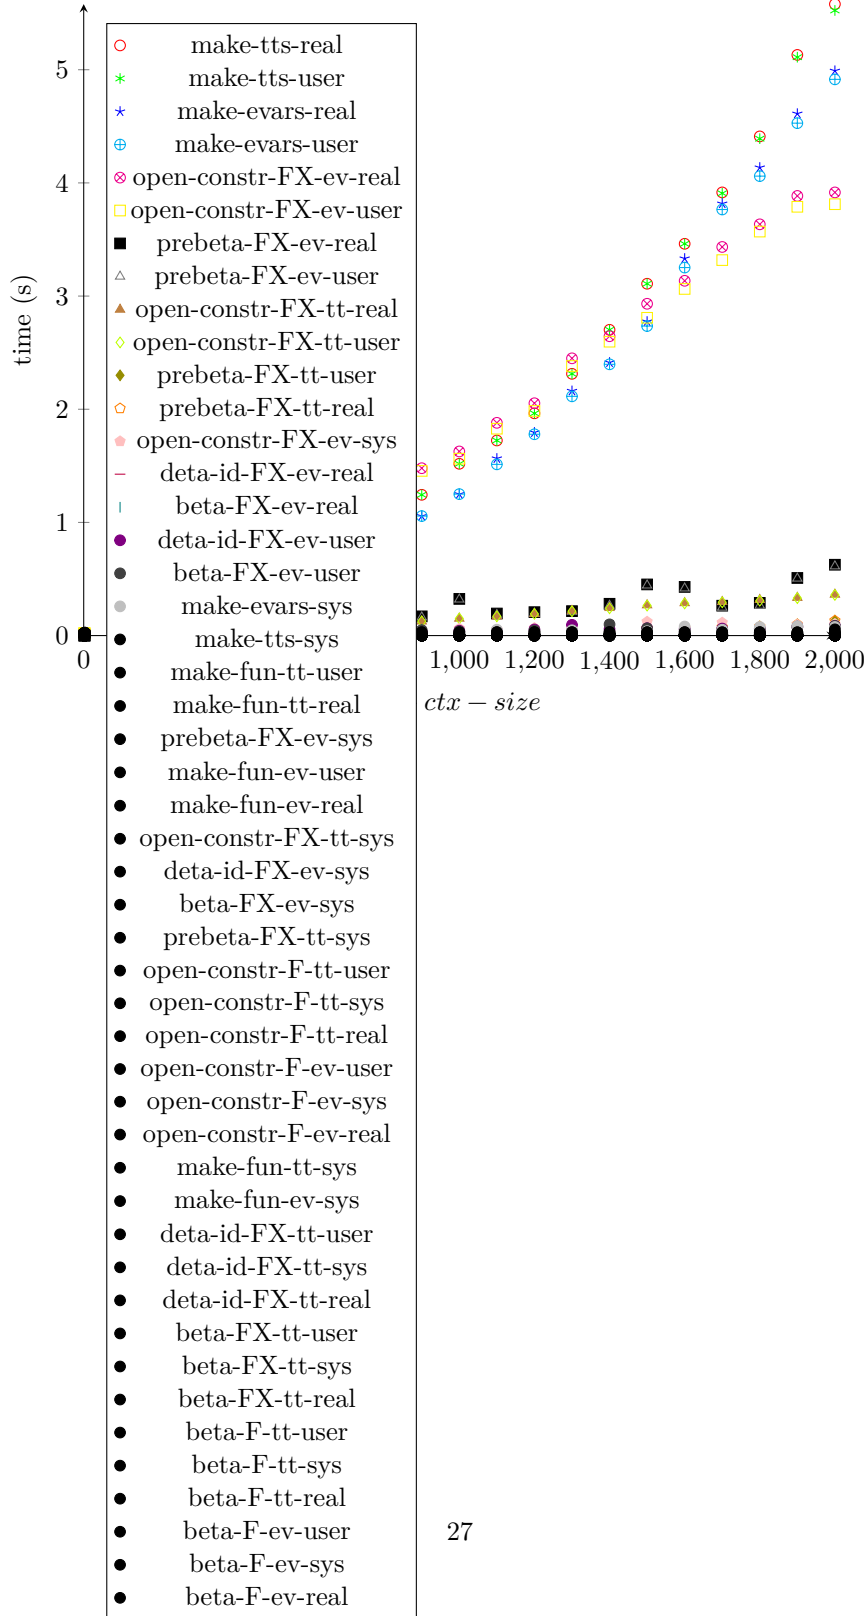 5
4
3
2
1
0
time (s)
0
1,000
1,200
1,400
1,600
1,800
2,000
ctx − size
make-tts-real
make-tts-user
make-evars-real
make-evars-user
open-constr-FX-ev-real
open-constr-FX-ev-user
prebeta-FX-ev-real
prebeta-FX-ev-user
open-constr-FX-tt-real
open-constr-FX-tt-user
prebeta-FX-tt-user
prebeta-FX-tt-real
open-constr-FX-ev-sys
deta-id-FX-ev-real
beta-FX-ev-real
deta-id-FX-ev-user
beta-FX-ev-user
make-evars-sys
make-tts-sys
make-fun-tt-user
make-fun-tt-real
prebeta-FX-ev-sys
make-fun-ev-user
make-fun-ev-real
open-constr-FX-tt-sys
deta-id-FX-ev-sys
beta-FX-ev-sys
prebeta-FX-tt-sys
open-constr-F-tt-user
open-constr-F-tt-sys
open-constr-F-tt-real
open-constr-F-ev-user
open-constr-F-ev-sys
open-constr-F-ev-real
make-fun-tt-sys
make-fun-ev-sys
deta-id-FX-tt-user
deta-id-FX-tt-sys
deta-id-FX-tt-real
beta-FX-tt-user
beta-FX-tt-sys
beta-FX-tt-real
beta-F-tt-user
beta-F-tt-sys
beta-F-tt-real
beta-F-ev-user
beta-F-ev-sys
beta-F-ev-real
27